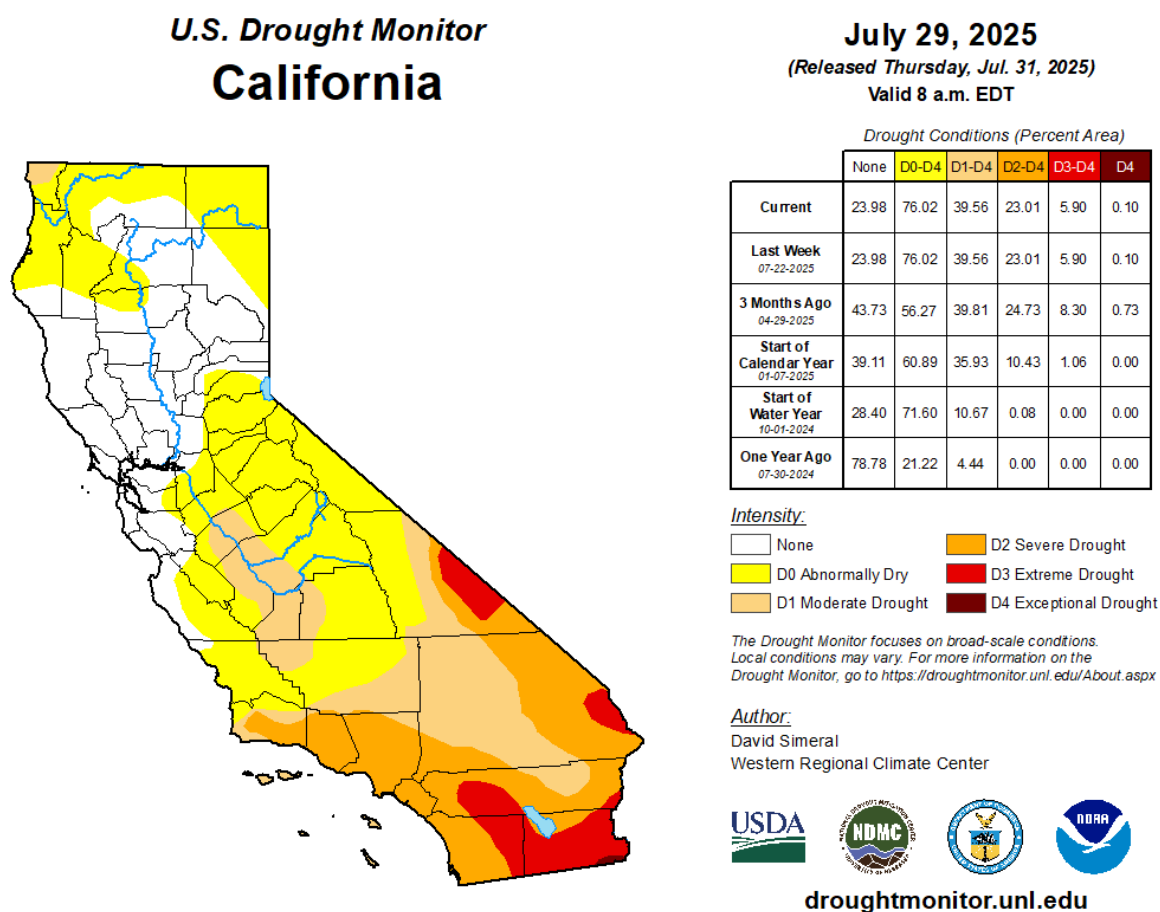 U.S. Drought Monitor
California
July 29, 2025
(Released Thursday, Jul. 31, 2025)
Valid 8 a.m. EDT
Drought Conditions (Percent Area)
None D0-D4 D1-D4 D2-D4 D3-D4 D4
Current 23.98 76.02 39.56 23.01 5.90 0.10
Last Week
07-22-2025 23.98 76.02 39.56 23.01 5.90 0.10
3 Months Ago
04-29-2025 43.73 56.27 39.81 24.73 8.30 0.73
Start of
Calendar Year
01-07-2025 39.11 60.89 35.93 10.43 1.06 0.00
Start of
Water Year
10-01-2024 28.40 71.60 10.67 0.08 0.00 0.00
One Year Ago
07-30-2024 78.78 21.22 4.44 0.00 0.00 0.00
Intensity:
None
D0 Abnormally Dry
D1 Moderate Drought
D2 Severe Drought
D3 Extreme Drought
D4 Exceptional Drought
The Drought Monitor focuses on broad-scale conditions.
Local conditions may vary. For more information on the
Drought Monitor, go to https://droughtmonitor.unl.edu/About.aspx
Author:
David Simeral
Western Regional Climate Center
USDA
NDMC
NOAA
droughtmonitor.unl.edu